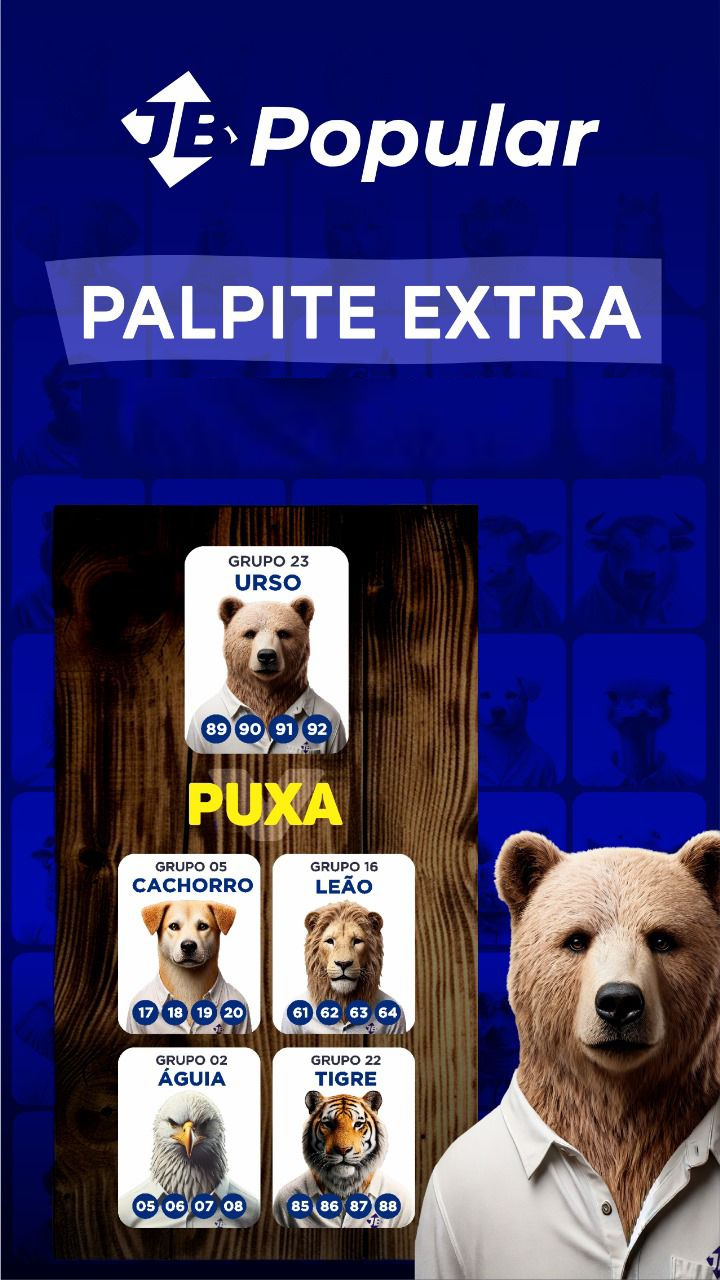 JB Popular
PALPITE EXTRA
GRUPO 23
URSO
89 90 91 92
PUXA
GRUPO 05
CACHORRO
17 18 19 20
GRUPO 16
LEÃO
61 62 63 64
GRUPO 02
ÁGUIA
05 06 07 08
GRUPO 22
TIGRE
85 86 87 88